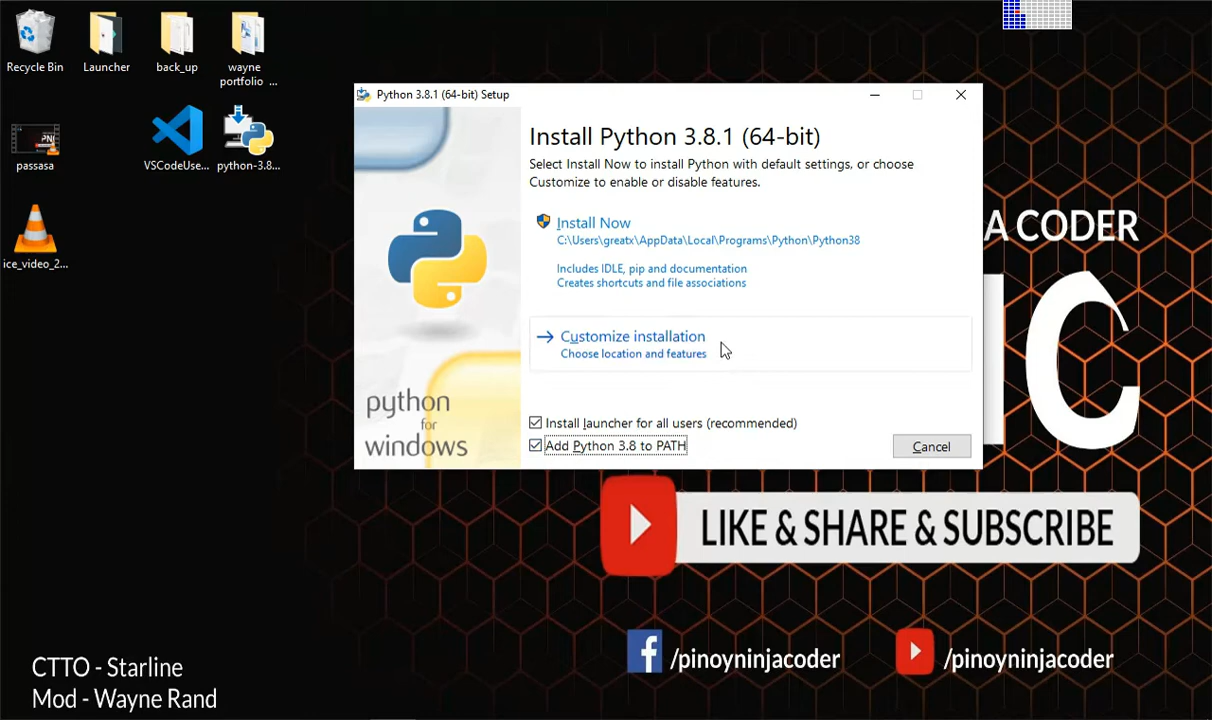 Recycle Bin
Launcher
back_up
wayne
portfolio ...
passasa
VSCodeUse...
python-3.8...
ice_video_2...
Python 3.8.1 (64-bit) Setup
Install Python 3.8.1 (64-bit)
Select Install Now to install Python with default settings, or choose
Customize to enable or disable features.
Install Now
C:\Users\greatx\AppData\Local\Programs\Python\Python38
Includes IDLE, pip and documentation
Creates shortcuts and file associations
Customize installation
Choose location and features
python
for
windows
Install launcher for all users (recommended)
Add Python 3.8 to PATH
Cancel
A CODER
IC
LIKE & SHARE & SUBSCRIBE
/pinoyninjacoder
/pinoyninjacoder
CTTO - Starline
Mod - Wayne Rand